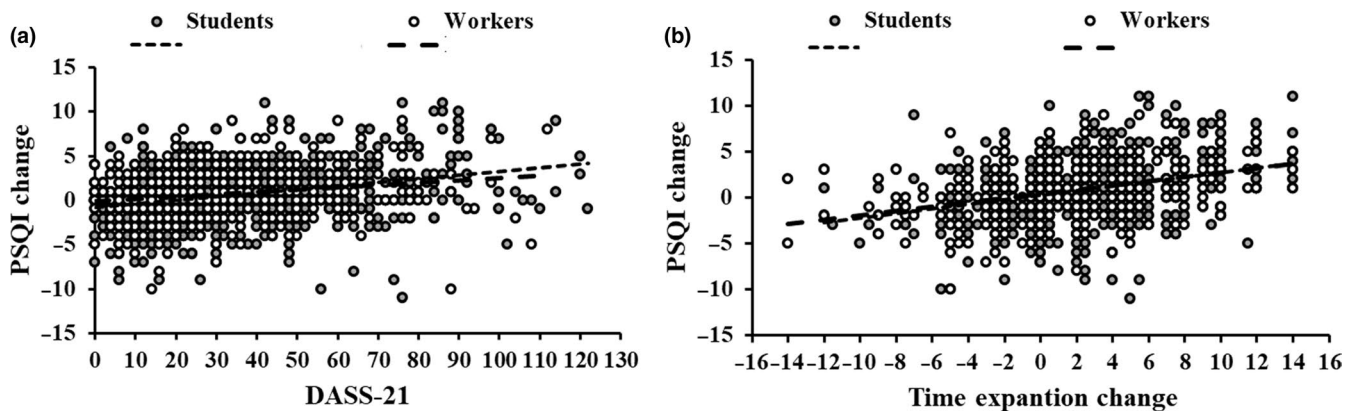 (a) Students Workers
15
10
5
0
−5
−10
−15
PSQI change
0 10 20 30 40 50 60 70 80 90 100 110 120 130
DASS-21
(b) Students Workers
15
10
5
0
−5
−10
−15
PSQI change
−16 −14 −12 −10 −8 −6 −4 −2 0 2 4 6 8 10 12 14 16
Time expantion change